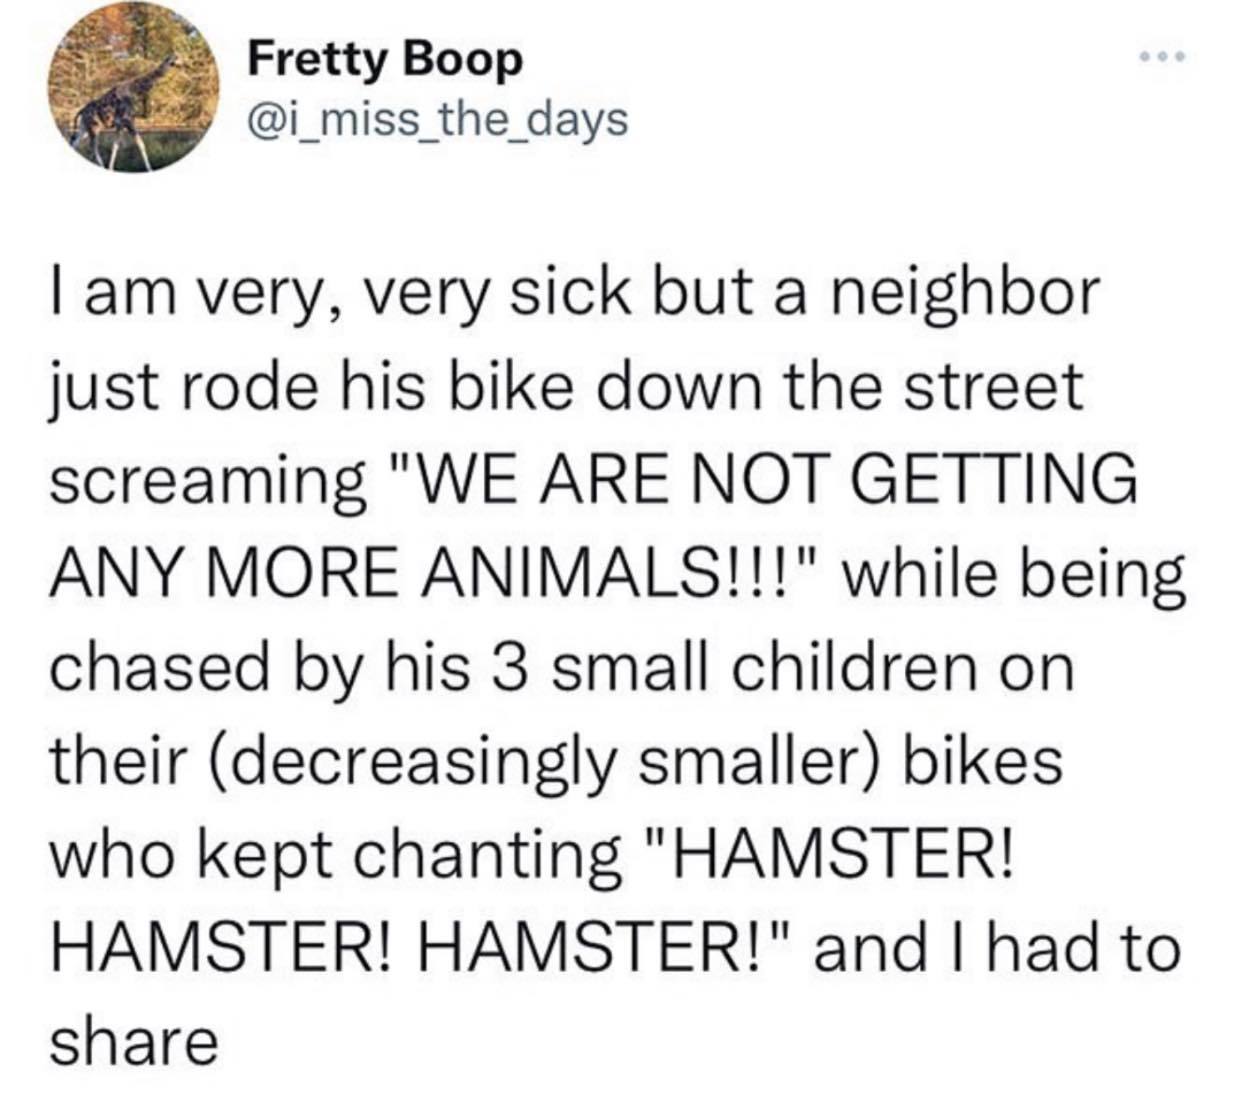 Fretty Boop
@i_miss_the_days
I am very, very sick but a neighbor
just rode his bike down the street
screaming "WE ARE NOT GETTING
ANY MORE ANIMALS!!!" while being
chased by his 3 small children on
their (decreasingly smaller) bikes
who kept chanting "HAMSTER!
HAMSTER! HAMSTER!" and I had to
share